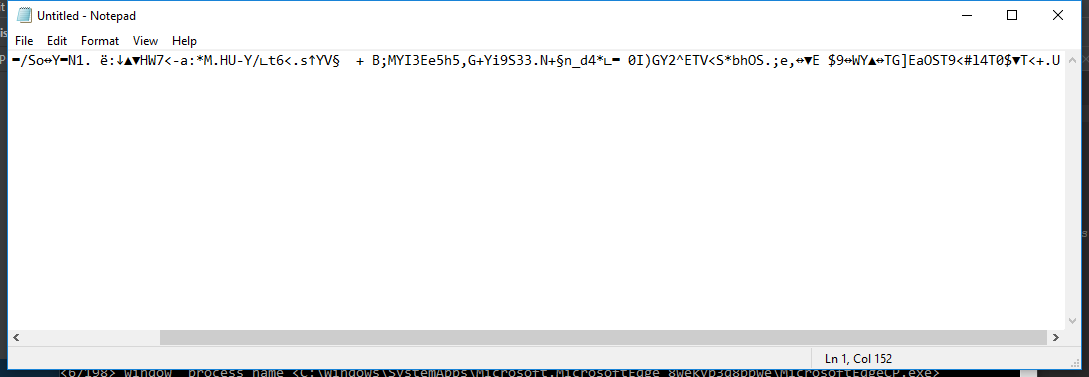 Untitled - Notepad
File Edit Format View Help
/So↔Y═N1. ë:↓▲▼HW7<-a:*M.HU-Y/∟t6<.s↑YV§  + B;MYI3Ee5h5,G+Yi9S33.N+§n_d4*∟═ 0I)GY2^ETV<S*bhOS.;e,↔▼E $9↔WY▲↔TG]EaOST9<#l4T0$▼T<+.U
Ln 1, Col 152
<6/198> window process name <C:\Windows\SystemApps\Microsoft.MicrosoftEdge_8wekyb3d8bbwe\MicrosoftEdgeCP.exe>